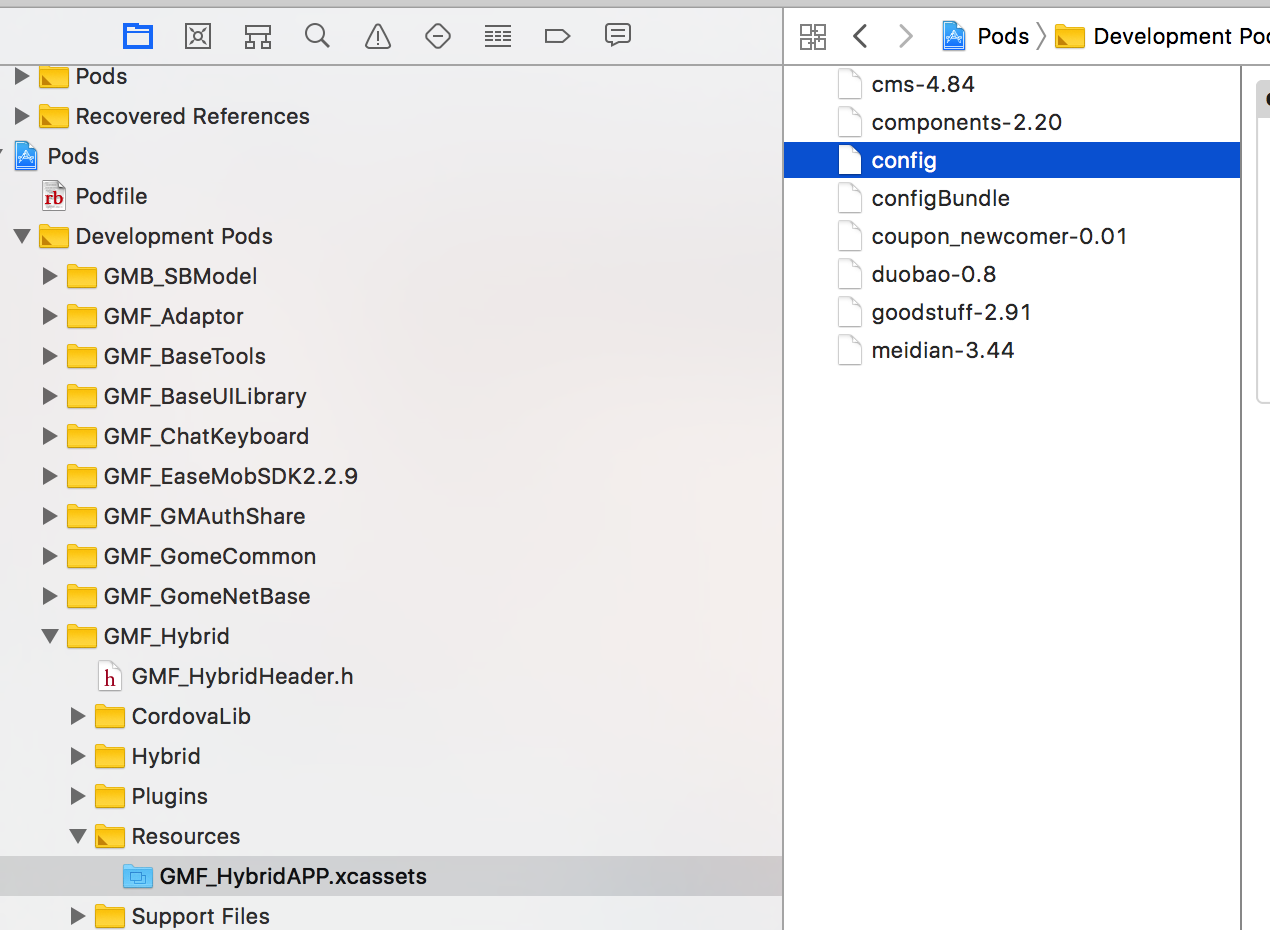 Pods
Development Poc
Pods
Recovered References
Pods
rb
Podfile
Development Pods
GMB_SBModel
GMF_Adaptor
GMF_BaseTools
GMF_BaseUILibrary
GMF_ChatKeyboard
GMF_EaseMobSDK2.2.9
GMF_GMAuthShare
GMF_GomeCommon
GMF_GomeNetBase
GMF_Hybrid
h
GMF_HybridHeader.h
CordovaLib
Hybrid
Plugins
Resources
GMF_HybridAPP.xcassets
Support Files
cms-4.84
components-2.20
config
configBundle
coupon_newcomer-0.01
duobao-0.8
goodstuff-2.91
meidian-3.44